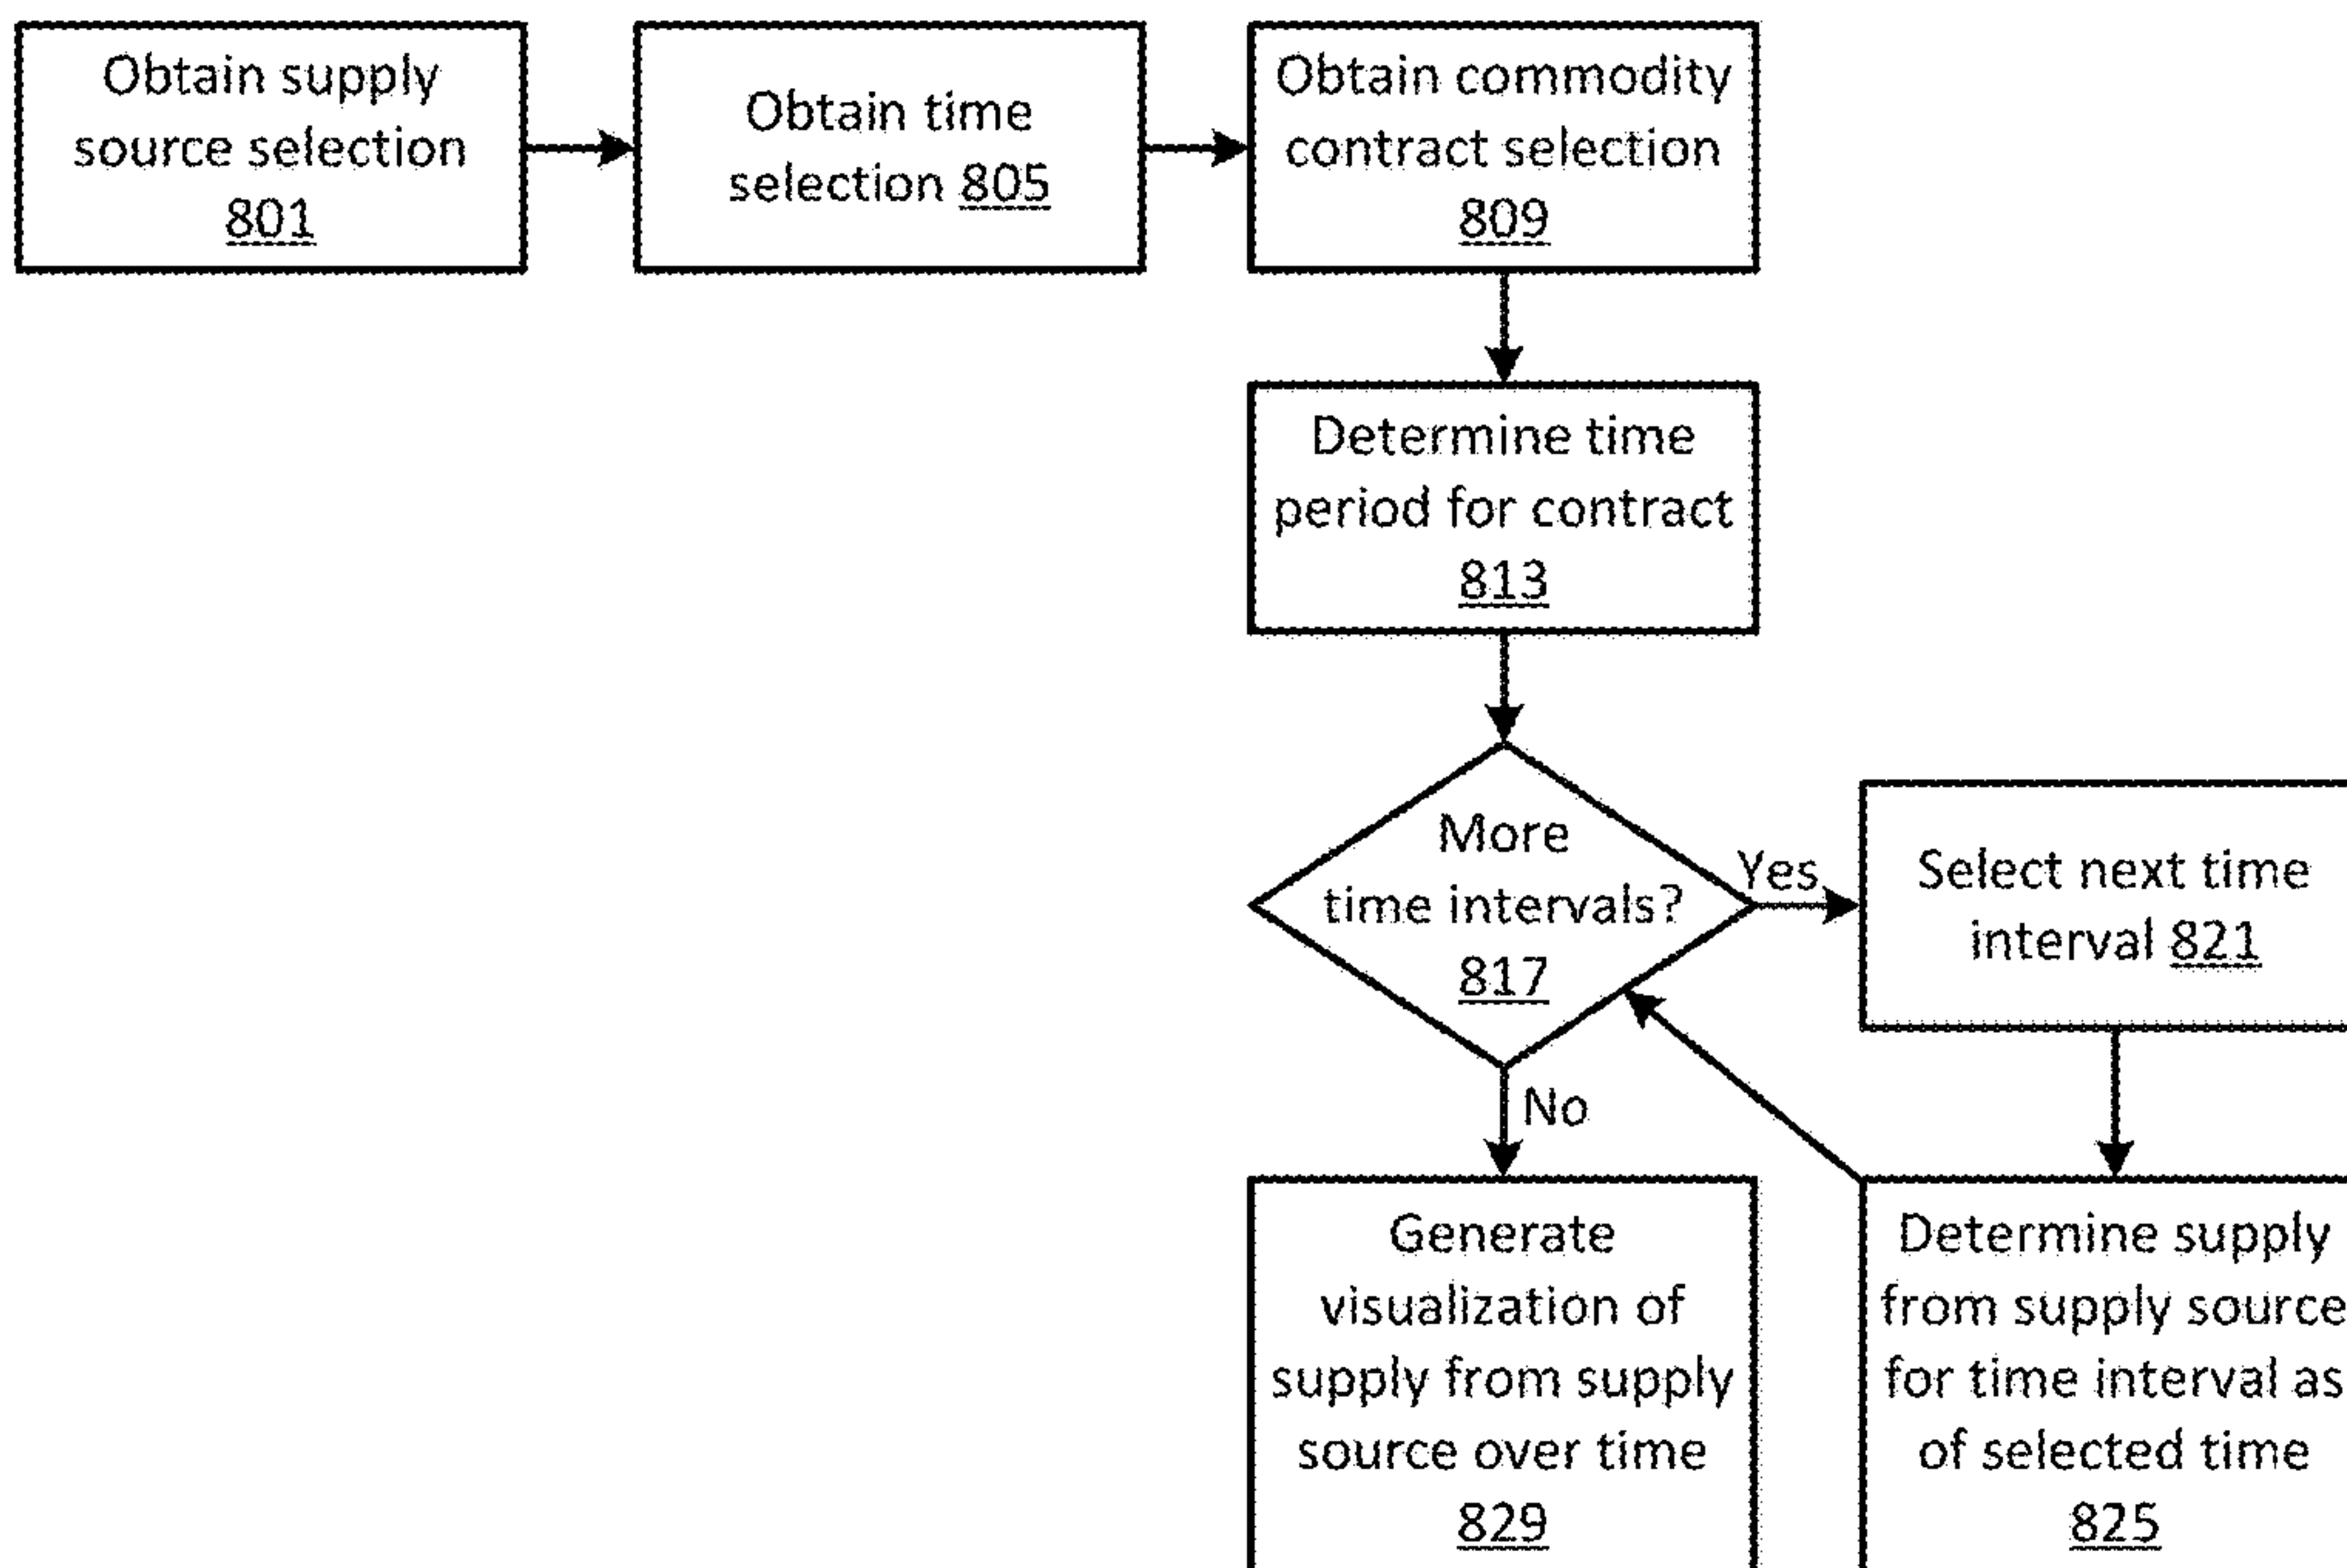 Obtain supply
source selection
801
Obtain time
selection 805
Obtain commodity
contract selection
809
Determine time
period for contract
813
More
time intervals?
817
Yes
Select next time
interval 821
No
Generate
visualization of
supply from supply
source over time
829
Determine supply
from supply source
for time interval as
of selected time
825